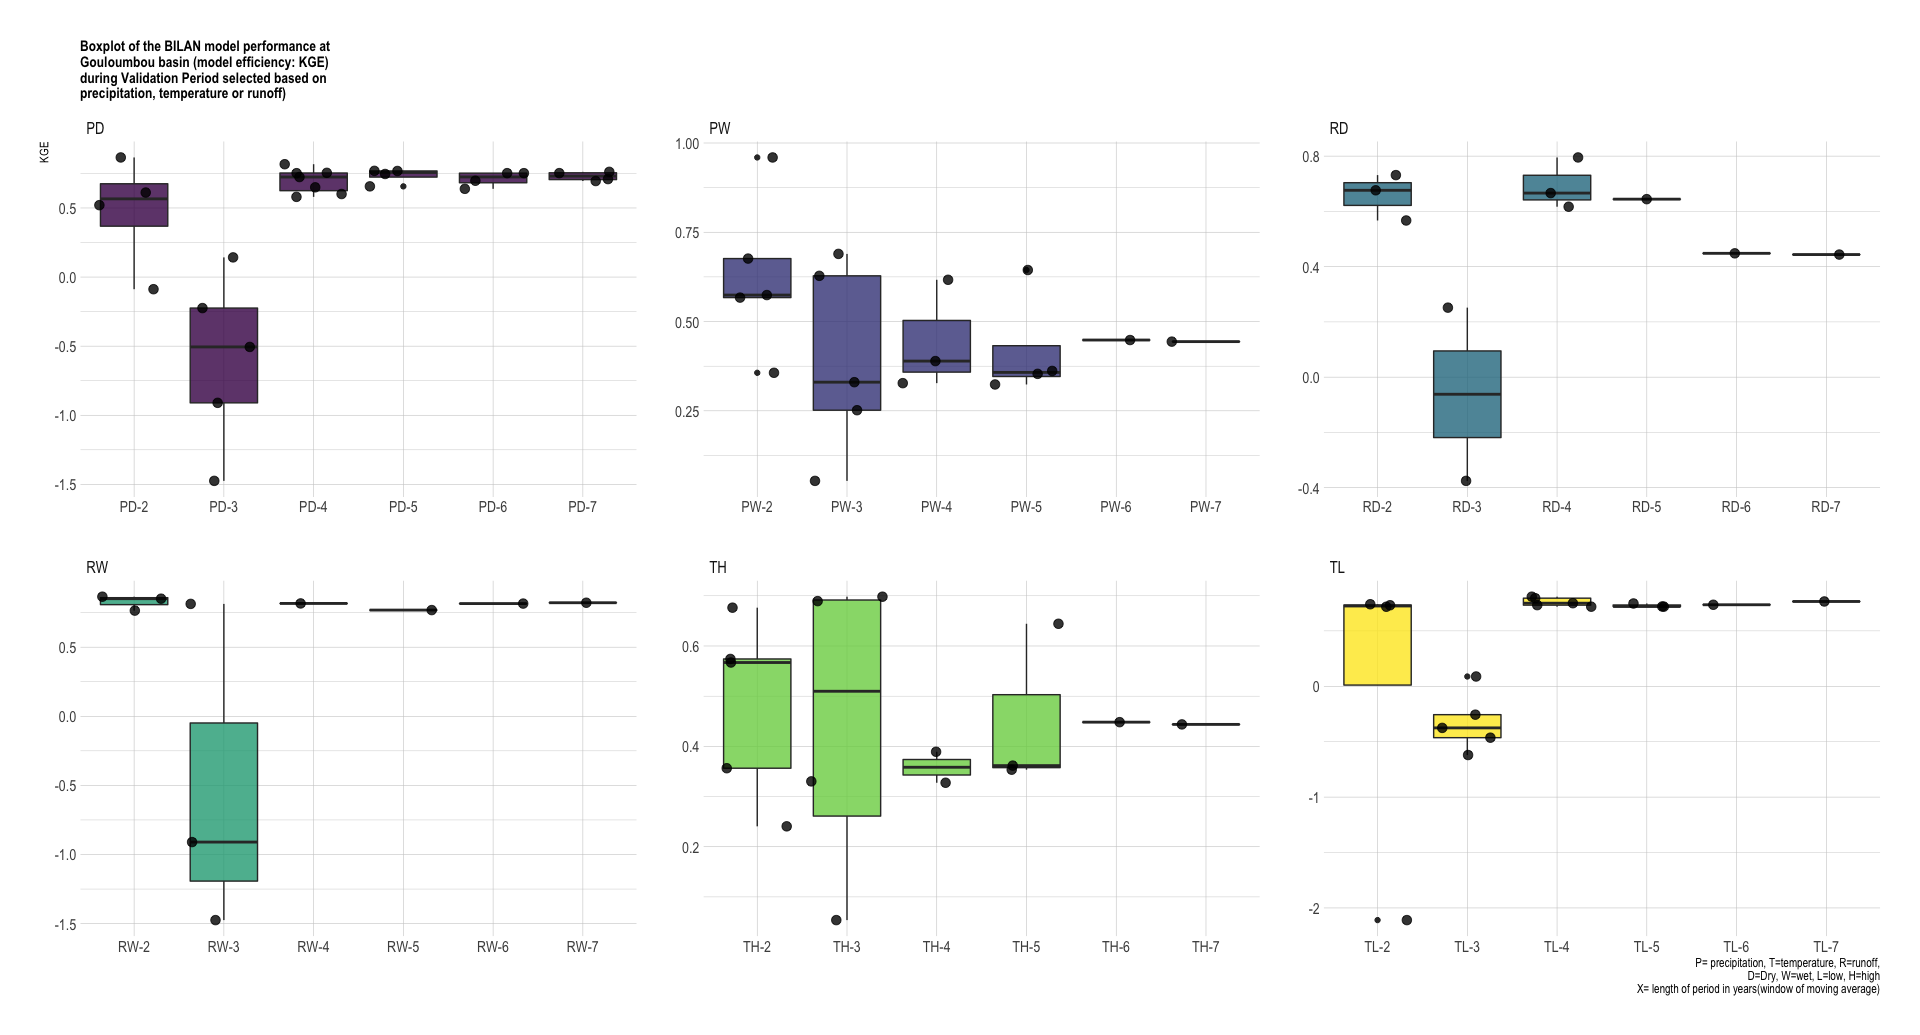 Boxplot of the BILAN model performance at
Gouloumbou basin (model efficiency: KGE)
during Validation Period selected based on
precipitation, temperature or runoff)
PD
KGE
0.5
0.0
-0.5
-1.0
-1.5
PD-2 PD-3 PD-4 PD-5 PD-6 PD-7
PW
1.00
0.75
0.50
0.25
PW-2 PW-3 PW-4 PW-5 PW-6 PW-7
RD
0.8
0.4
0.0
-0.4
RD-2 RD-3 RD-4 RD-5 RD-6 RD-7
RW
0.5
0.0
-0.5
-1.0
-1.5
RW-2 RW-3 RW-4 RW-5 RW-6 RW-7
TH
0.6
0.4
0.2
TH-2 TH-3 TH-4 TH-5 TH-6 TH-7
TL
0
-1
-2
TL-2 TL-3 TL-4 TL-5 TL-6 TL-7
P= precipitation, T=temperature, R=runoff,
D=Dry, W=wet, L=low, H=high
X= length of period in years(window of moving average)